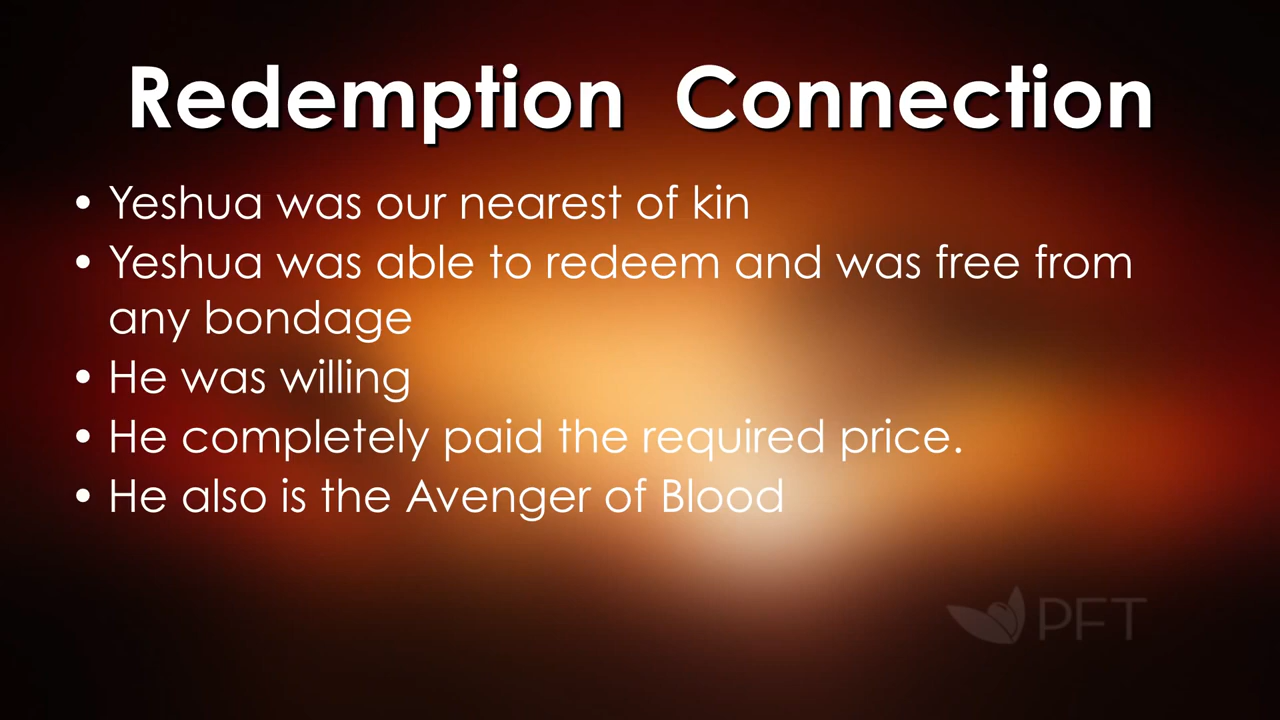 Redemption Connection
• Yeshua was our nearest of kin
• Yeshua was able to redeem and was free from
any bondage
• He was willing
• He completely paid the required price.
• He also is the Avenger of Blood
PFT